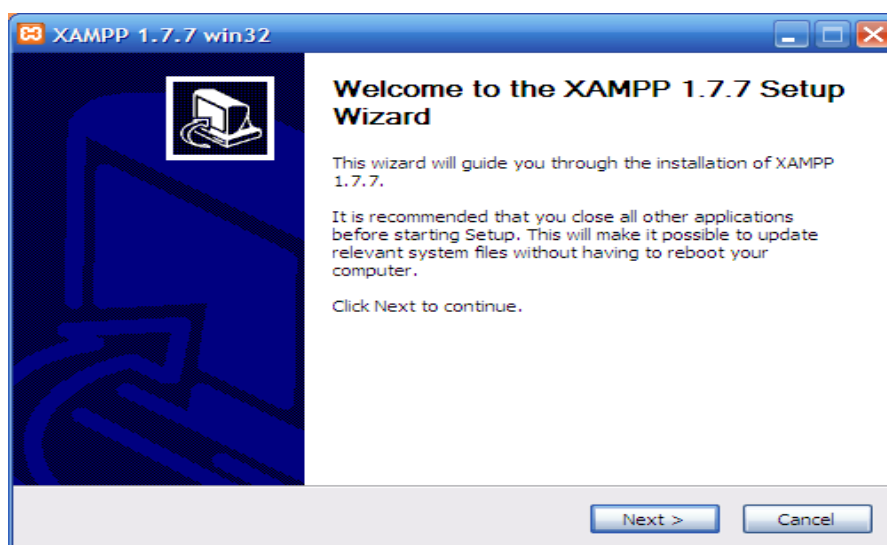 XAMPP 1.7.7 win32
Welcome to the XAMPP 1.7.7 Setup
Wizard
This wizard will guide you through the installation of XAMPP
1.7.7.
It is recommended that you close all other applications
before starting Setup. This will make it possible to update
relevant system files without having to reboot your
computer.
Click Next to continue.
Next >
Cancel